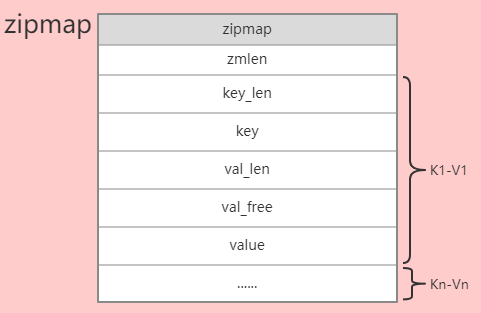 zipmap
zipmap
zmlen
key_len
key
val_len
val_free
value
......
K1-V1
Kn-Vn